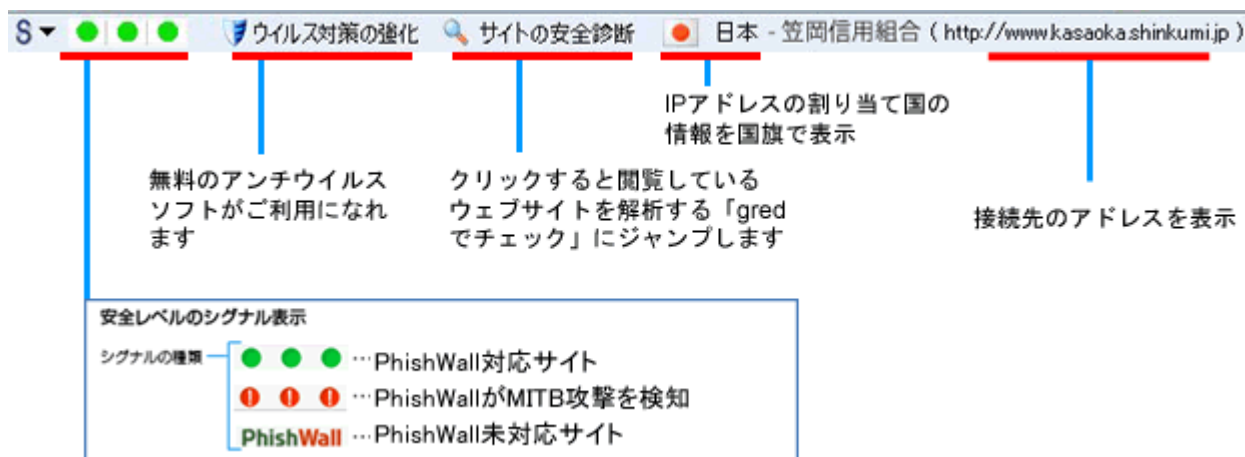 S▼ ウイルス対策の強化 サイトの安全診断 日本 - 笠岡信用組合 ( http://www.kasaoka.shinkumi.jp )
IPアドレスの割り当て国の
情報を国旗で表示
無料のアンチウイルス
ソフトがご利用になれ
ます
クリックすると閲覧している
ウェブサイトを解析する「gred
でチェック」にジャンプします
接続先のアドレスを表示
安全レベルのシグナル表示
シグナルの種類
…PhishWall対応サイト
…PhishWallがMITB攻撃を検知
PhishWall …PhishWall未対応サイト